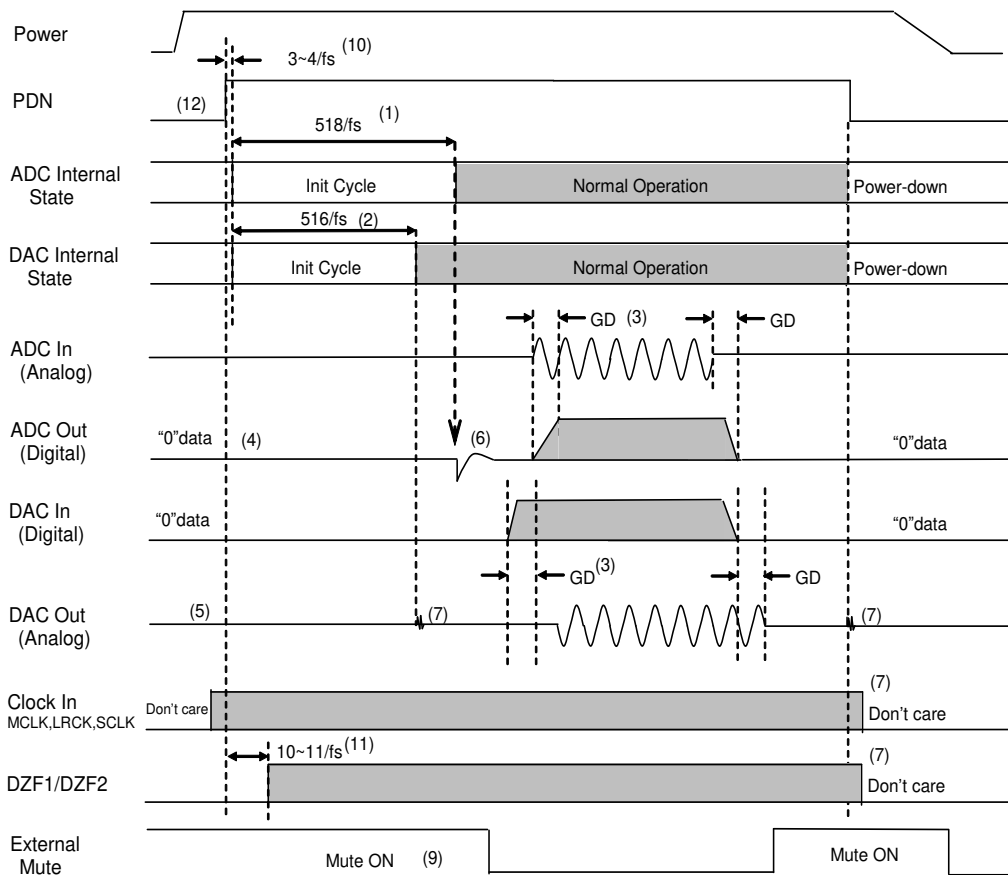 Power
3~4/fs (10)
PDN
(12)
518/fs (1)
ADC Internal
State
Init Cycle
Normal Operation
Power-down
516/fs (2)
DAC Internal
State
Init Cycle
Normal Operation
Power-down
GD (3)
GD
ADC In
(Analog)
ADC Out
(Digital)
“0”data
(4)
(6)
“0”data
DAC In
(Digital)
“0”data
“0”data
GD (3)
GD
DAC Out
(Analog)
(5)
(7)
(7)
Clock In
MCLK,LRCK,SCLK
Don’t care
(7)
Don’t care
10~11/fs (11)
DZF1/DZF2
(7)
Don’t care
External
Mute
Mute ON (9)
Mute ON